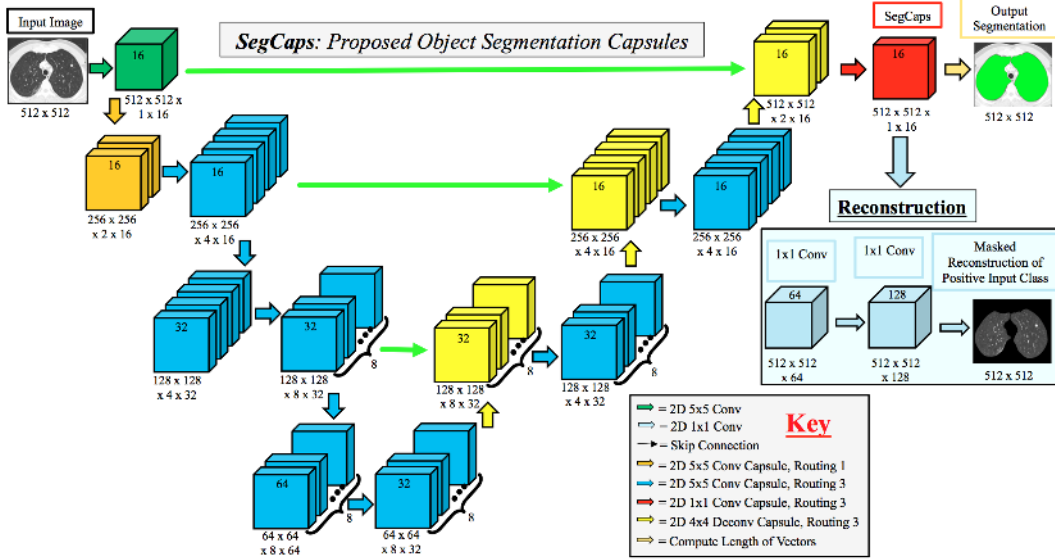 Input Image
512 x 512
16
512 x 512 x
1 x 16
SegCaps: Proposed Object Segmentation Capsules
16
512 x 512
x 2 x 16
SegCaps
16
512 x 512 x
1 x 16
Output
Segmentation
512 x 512
16
256 x 256
x 2 x 16
16
256 x 256
x 4 x 16
16
256 x 256
x 4 x 16
16
256 x 256
x 4 x 16
32
128 x 128
x 4 x 32
32
8
128 x 128
x 8 x 32
32
8
128 x 128
x 8 x 32
32
8
128 x 128
x 4 x 32
64
8
64 x 64
x 8 x 64
32
8
64 x 64
x 8 x 32
Reconstruction
1x1 Conv
64
512 x 512
x 64
1x1 Conv
128
512 x 512
x 128
Masked
Reconstruction of
Positive Input Class
512 x 512
Key
= 2D 5x5 Conv
= 2D 1x1 Conv
= Skip Connection
= 2D 5x5 Conv Capsule, Routing 1
= 2D 5x5 Conv Capsule, Routing 3
= 2D 1x1 Conv Capsule, Routing 3
= 2D 4x4 Deconv Capsule, Routing 3
= Compute Length of Vectors